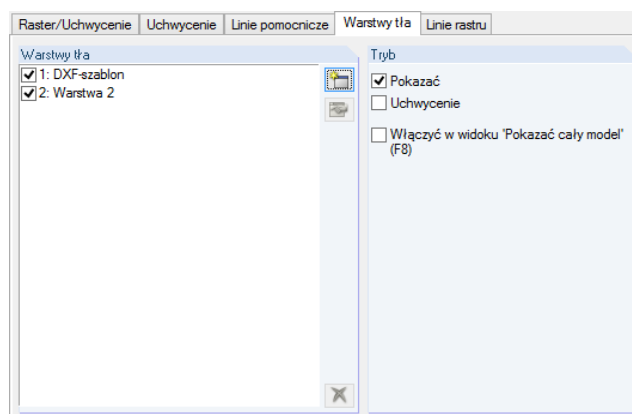 Raster/Uchwycenie Uchwycenie Linie pomocnicze Warstwy tła Linie rastru
Warstwy tła
1: DXF-szablon
2: Warstwa 2
Tryb
Pokazać
Uchwycenie
Włączyć w widoku 'Pokazać cały model'
(F8)